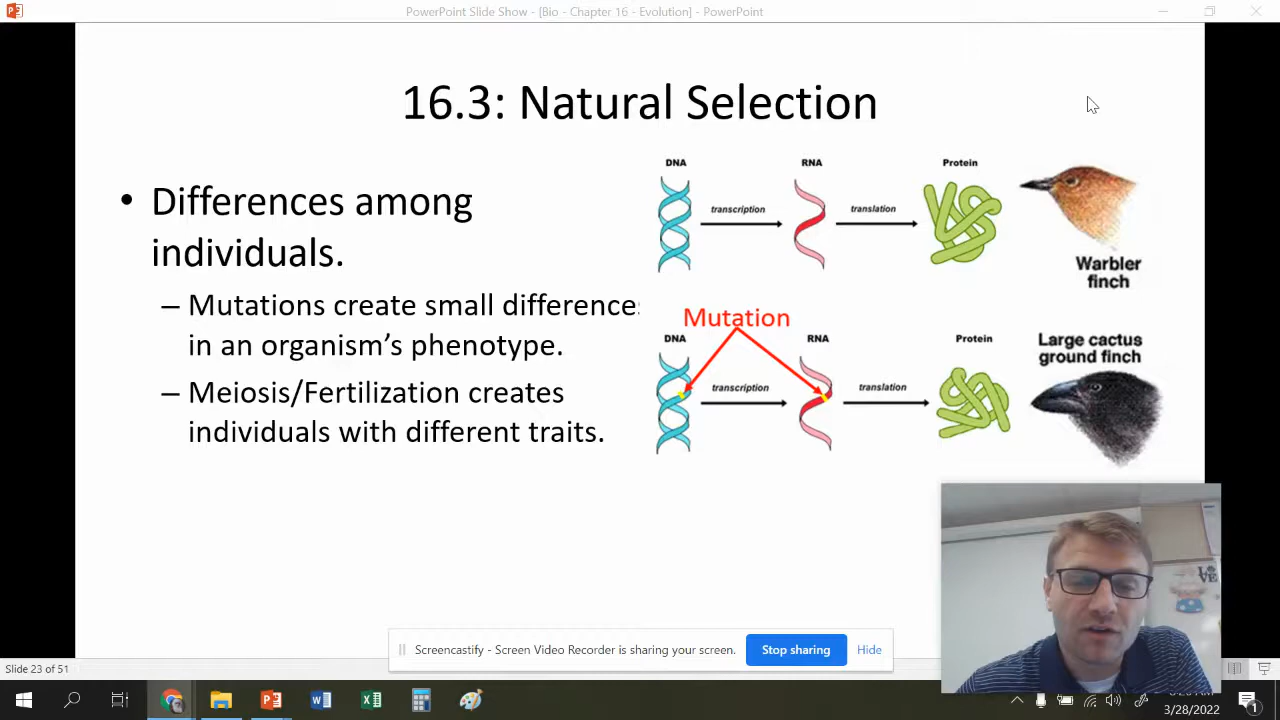 PowerPoint Slide Show - [Bio - Chapter 16 - Evolution] - PowerPoint
16.3: Natural Selection
• Differences among
individuals.
– Mutations create small difference
in an organism's phenotype.
– Meiosis/Fertilization creates
individuals with different traits.
DNA
RNA
Protein
transcription
translation
Warbler
finch
Mutation
DNA
RNA
Protein
transcription
translation
Large cactus
ground finch
LOVE
Screencastify - Screen Video Recorder is sharing your screen.
Stop sharing
Hide
Slide 23 of 51
3/28/2022
1